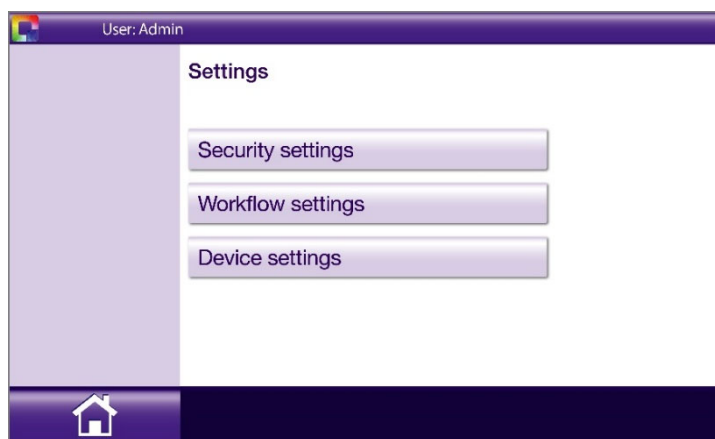 User: Admin
Settings
Security settings
Workflow settings
Device settings